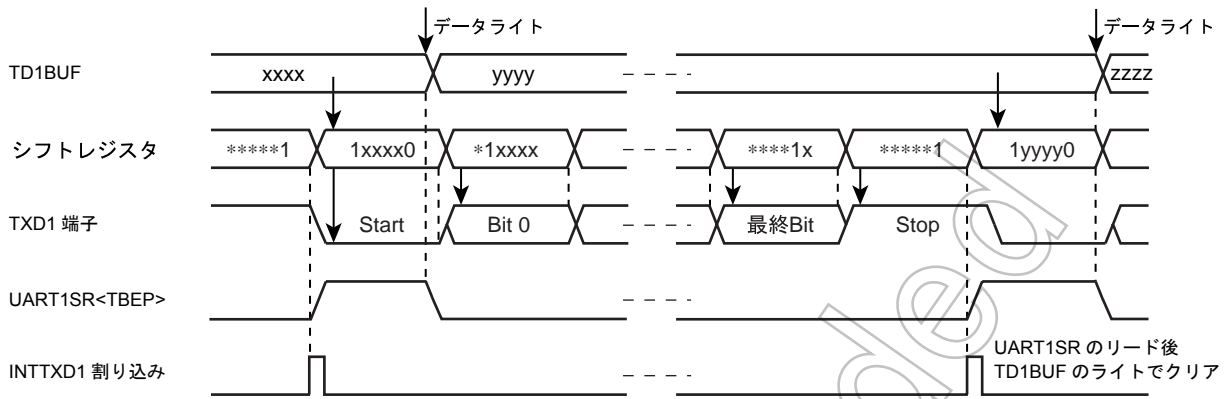 データライト データライト
TD1BUF xxxx yyyy zzzz
シフトレジスタ *****1 1xxxx0 *1xxxx ****1x *****1 1yyyy0
TXD1 端子 Start Bit 0 最終Bit Stop
UART1SR<TBEP>
UART1SR のリード後
INTTXD1 割り込み TD1BUF のライトでクリア